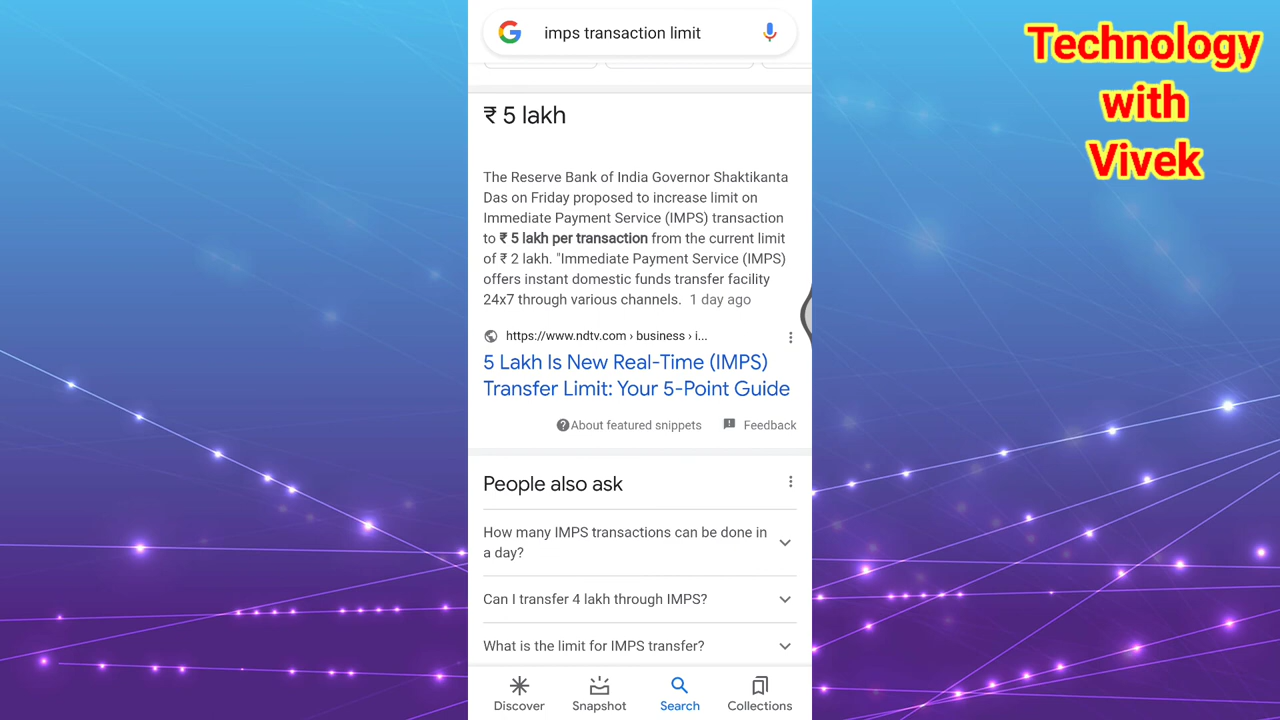 imps transaction limit
Technology
with
Vivek
₹ 5 lakh
The Reserve Bank of India Governor Shaktikanta
Das on Friday proposed to increase limit on
Immediate Payment Service (IMPS) transaction
to ₹ 5 lakh per transaction from the current limit
of ₹ 2 lakh. "Immediate Payment Service (IMPS)
offers instant domestic funds transfer facility
24x7 through various channels. 1 day ago
https://www.ndtv.com › business › i...
5 Lakh Is New Real-Time (IMPS)
Transfer Limit: Your 5-Point Guide
About featured snippets Feedback
People also ask
How many IMPS transactions can be done in
a day?
Can I transfer 4 lakh through IMPS?
What is the limit for IMPS transfer?
Discover Snapshot Search Collections